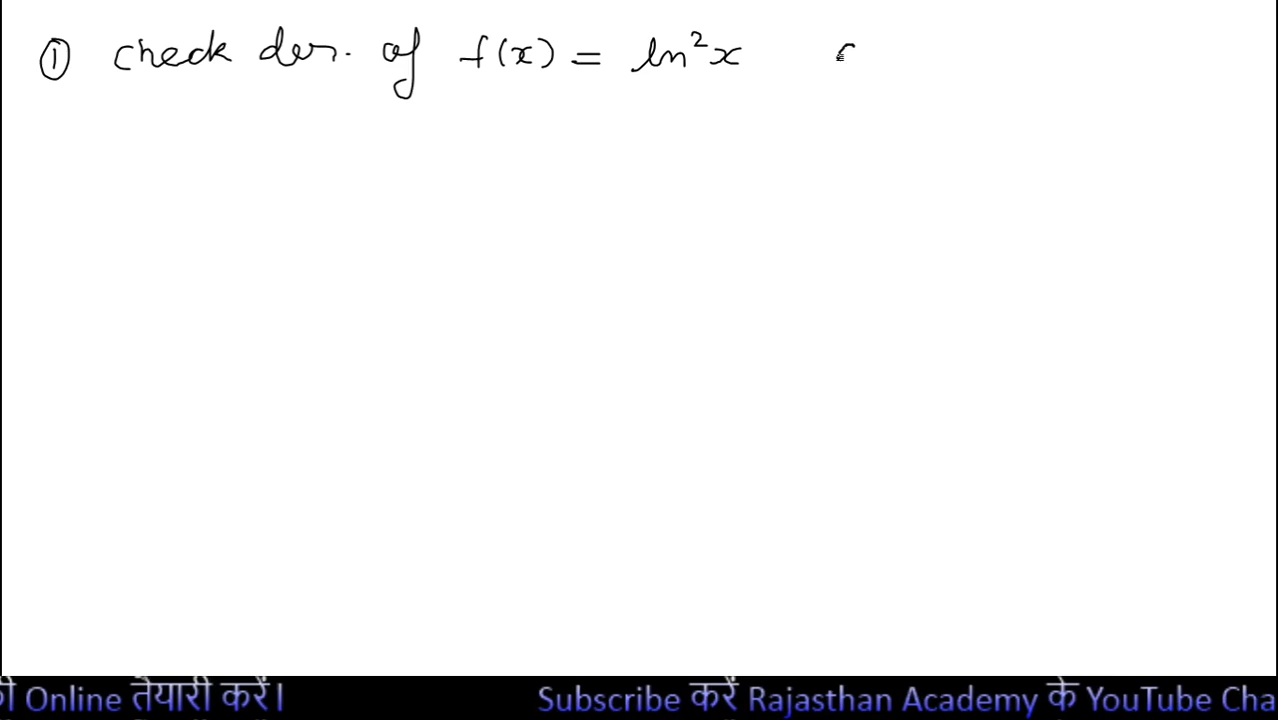 ① check der. of f(x) = ln²x
की Online तैयारी करें। Subscribe करें Rajasthan Academy के YouTube Cha